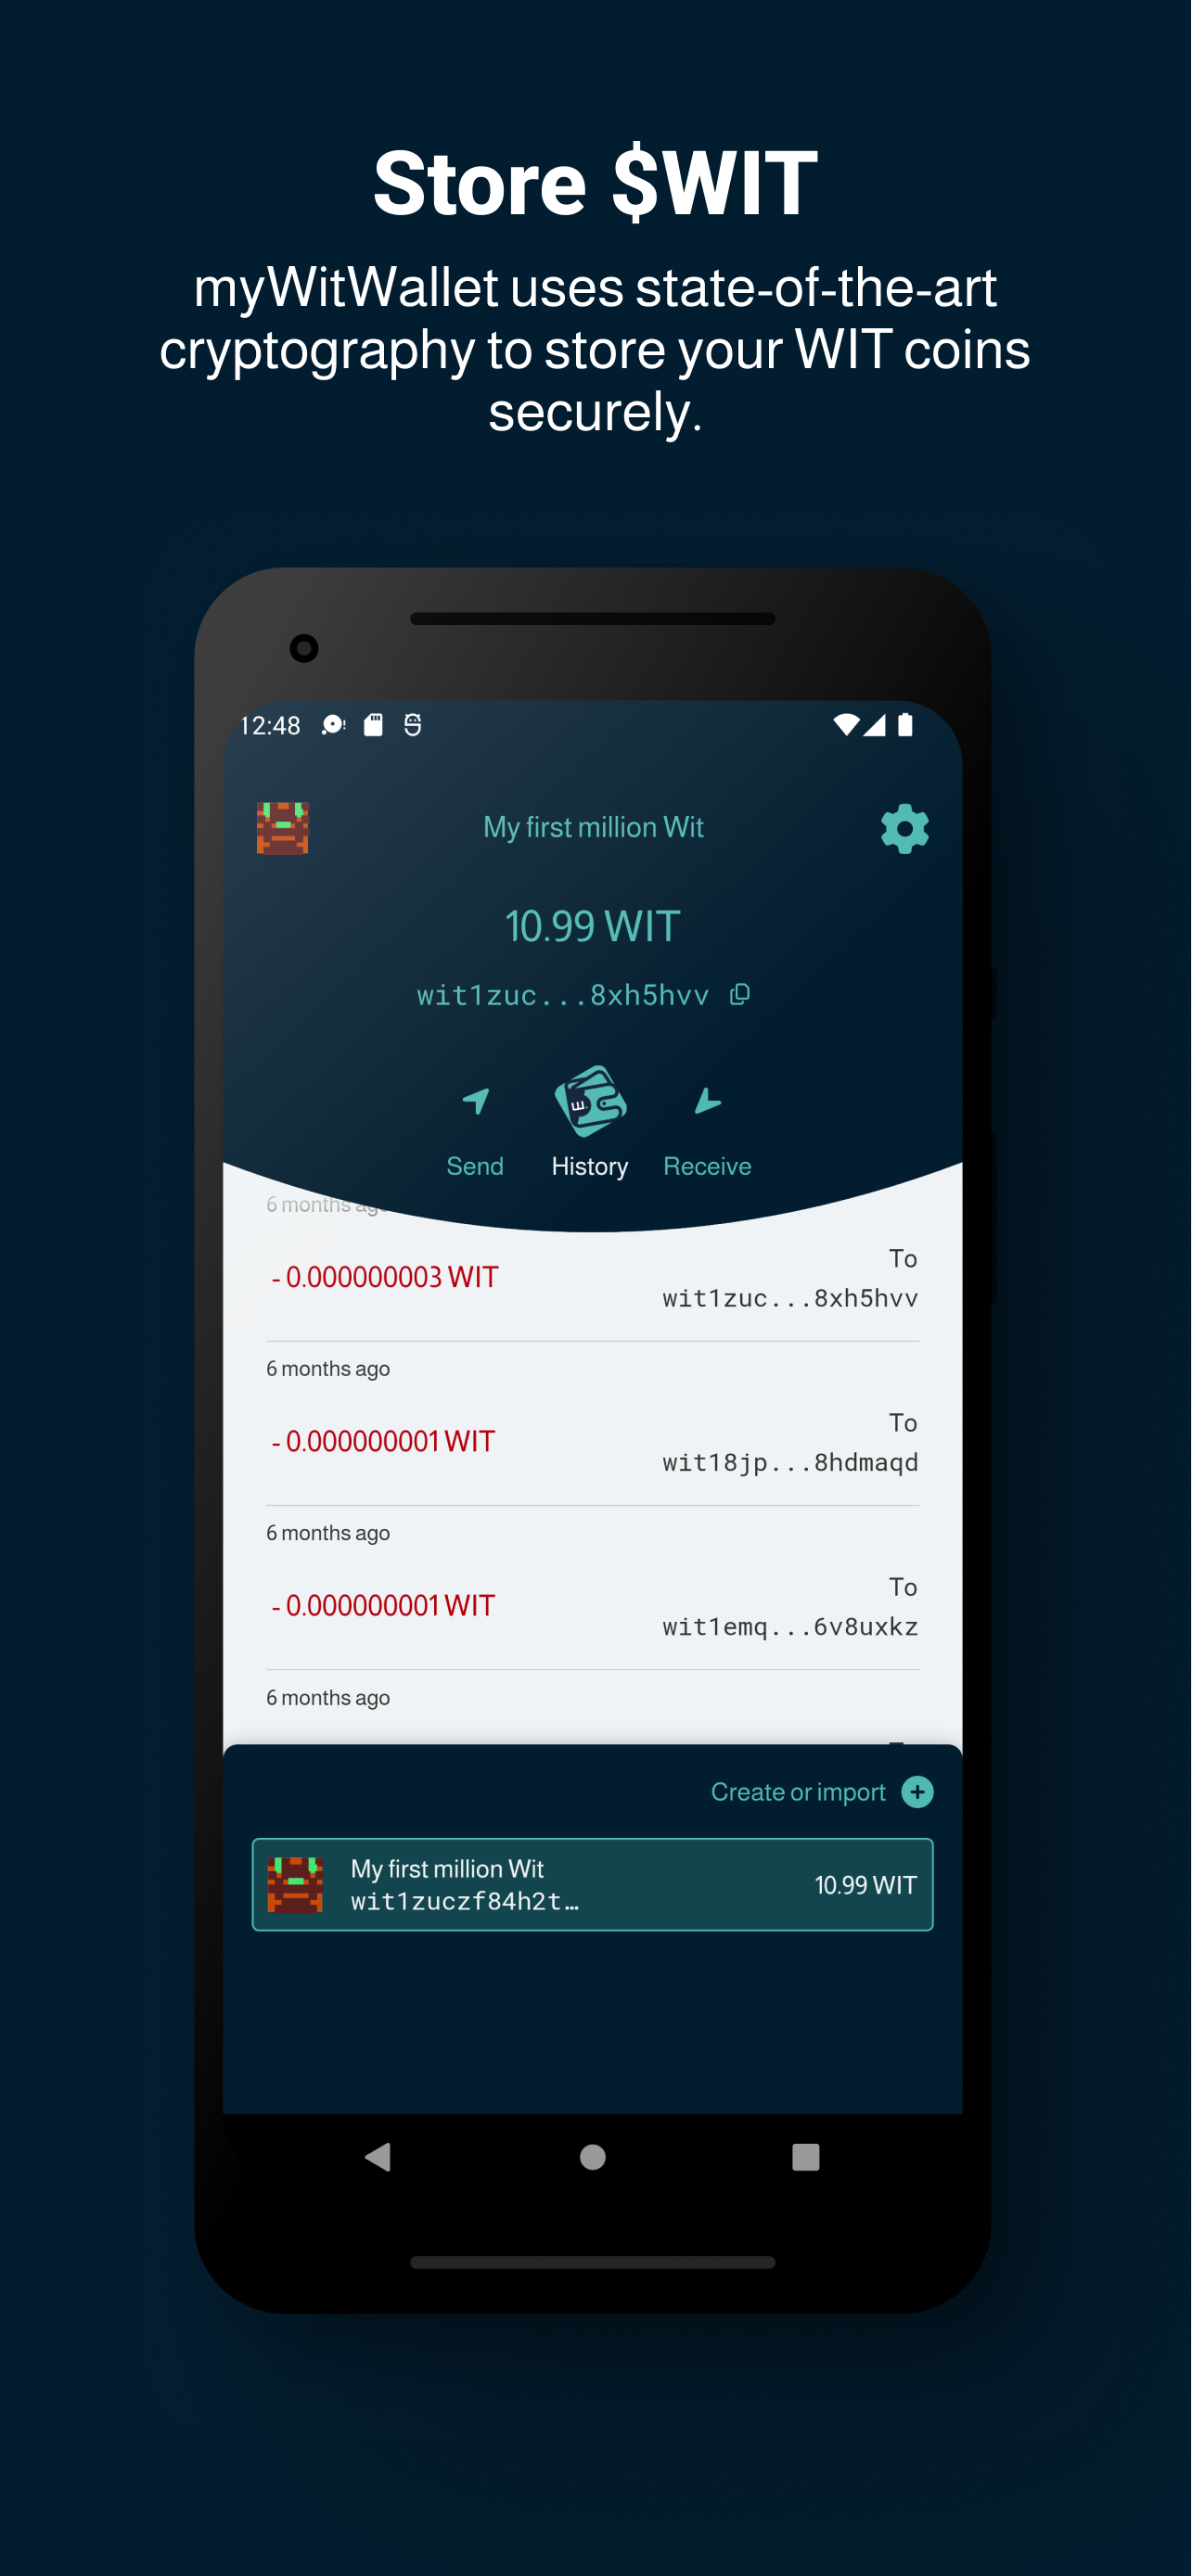 Store $WIT
myWitWallet uses state-of-the-art
cryptography to store your WIT coins
securely.
12:48
My first million Wit
10.99 WIT
wit1zuc...8xh5hvv
Send History Receive
6 months ago
To
- 0.000000003 WIT
wit1zuc...8xh5hvv
6 months ago
To
- 0.000000001 WIT
wit18jp...8hdmaqd
6 months ago
To
- 0.000000001 WIT
wit1emq...6v8uxkz
6 months ago
Create or import
My first million Wit
wit1zuczf84h2t…
10.99 WIT